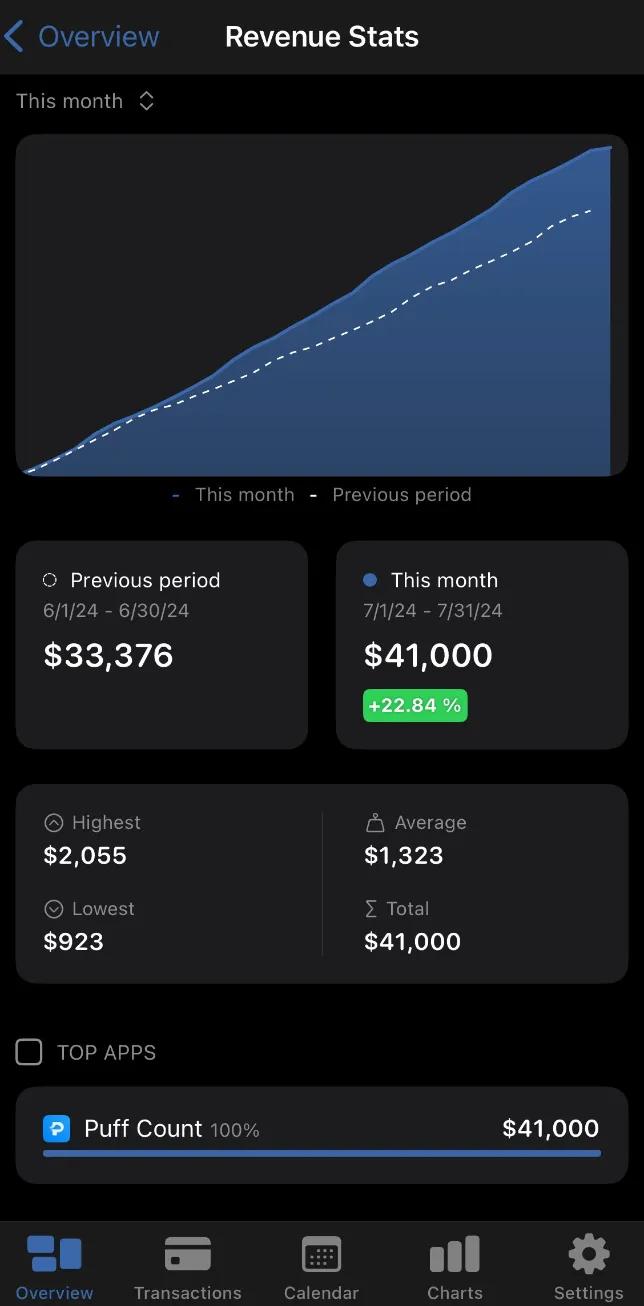 Overview
Revenue Stats
This month
This month
Previous period
Previous period
6/1/24 - 6/30/24
$33,376
This month
7/1/24 - 7/31/24
$41,000
+22.84 %
Highest
$2,055
Average
$1,323
Lowest
$923
Σ Total
$41,000
TOP APPS
Puff Count 100% $41,000
Overview
Transactions
Calendar
Charts
Settings